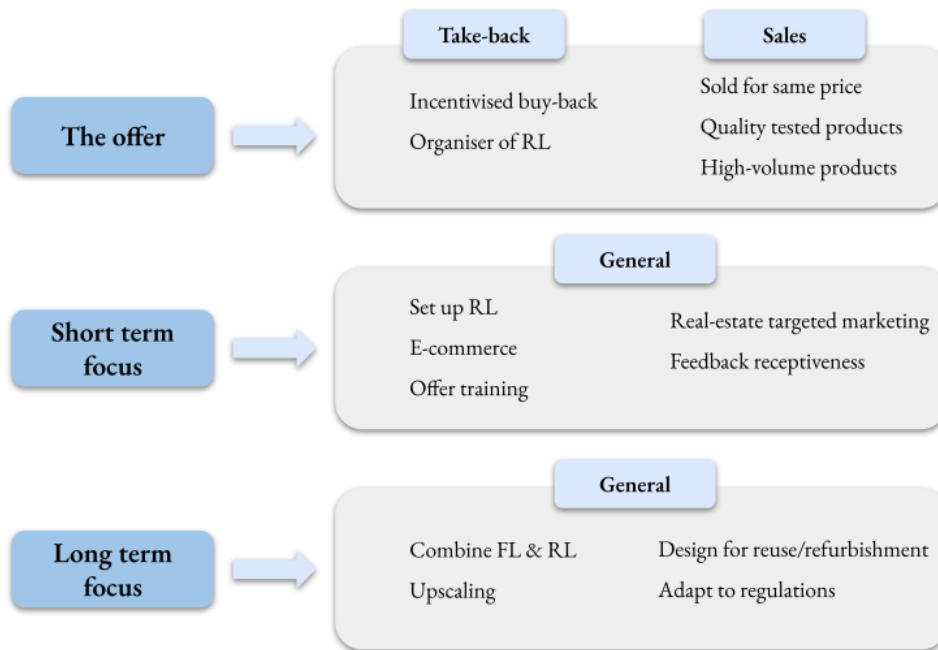 Take-back
Sales
The offer
Incentivised buy-back
Organiser of RL
Sold for same price
Quality tested products
High-volume products
General
Short term
focus
Set up RL
E-commerce
Offer training
Real-estate targeted marketing
Feedback receptiveness
General
Long term
focus
Combine FL & RL
Upscaling
Design for reuse/refurbishment
Adapt to regulations